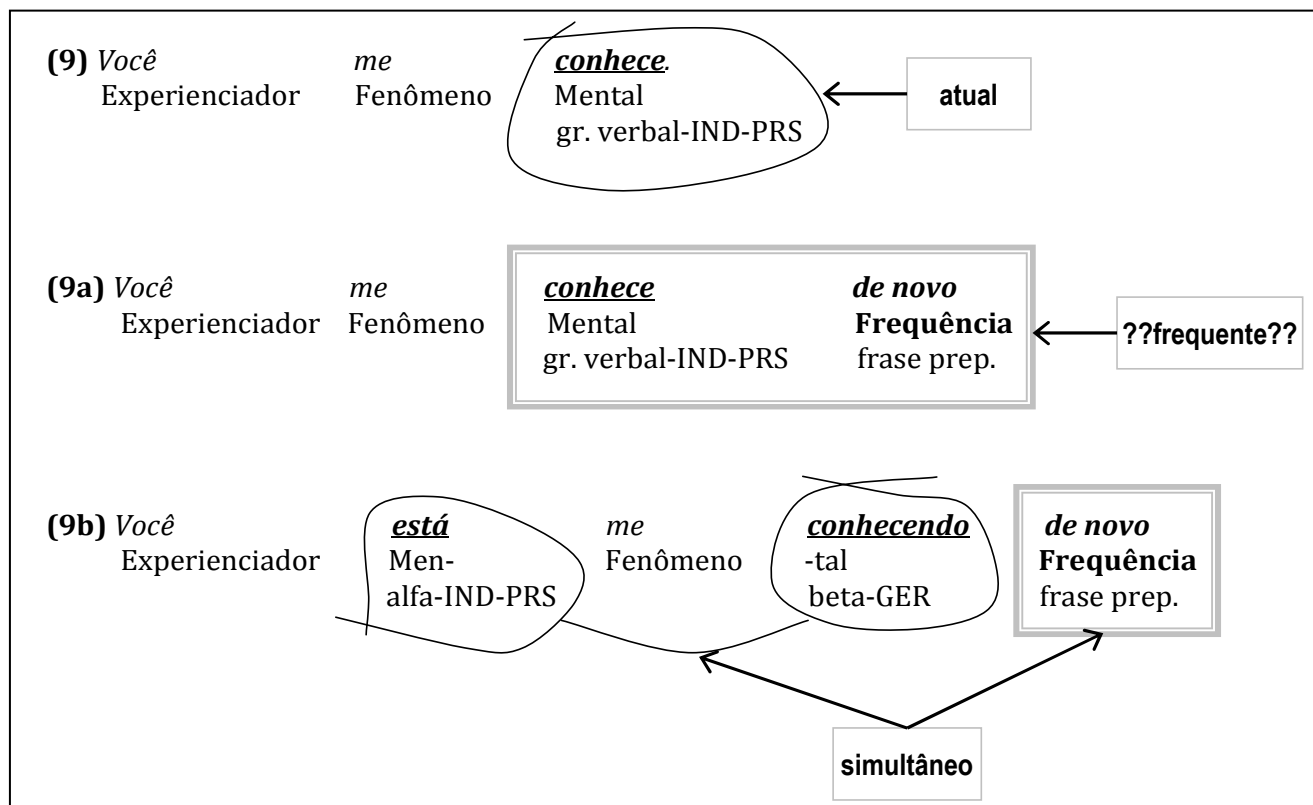 (9) Você me conhece. 
Experienciador Fenômeno Mental atual
gr. verbal-IND-PRS
(9a) Você me conhece de novo
Experienciador Fenômeno Mental Frequência ??frequente??
gr. verbal-IND-PRS frase prep.
(9b) Você está me conhecendo de novo
Experienciador Men- Fenômeno -tal Frequência
alfa-IND-PRS beta-GER frase prep.
simultâneo